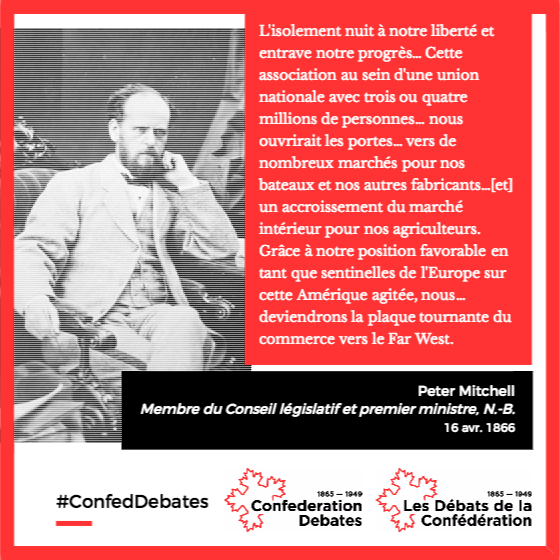 L'isolement nuit à notre liberté et
entrave notre progrès... Cette
association au sein d'une union
nationale avec trois ou quatre
millions de personnes... nous
ouvrirait les portes... vers de
nombreux marchés pour nos
bateaux et nos autres fabricants...[et]
un accroissement du marché
intérieur pour nos agriculteurs.
Grâce à notre position favorable en
tant que sentinelles de l'Europe sur
cette Amérique agitée, nous...
deviendrons la plaque tournante du
commerce vers le Far West.
Peter Mitchell
Membre du Conseil législatif et premier ministre, N.-B.
16 avr. 1866
#ConfedDebates
1865 — 1949
Confederation
Debates
1865 — 1949
Les Débats de la
Confédération